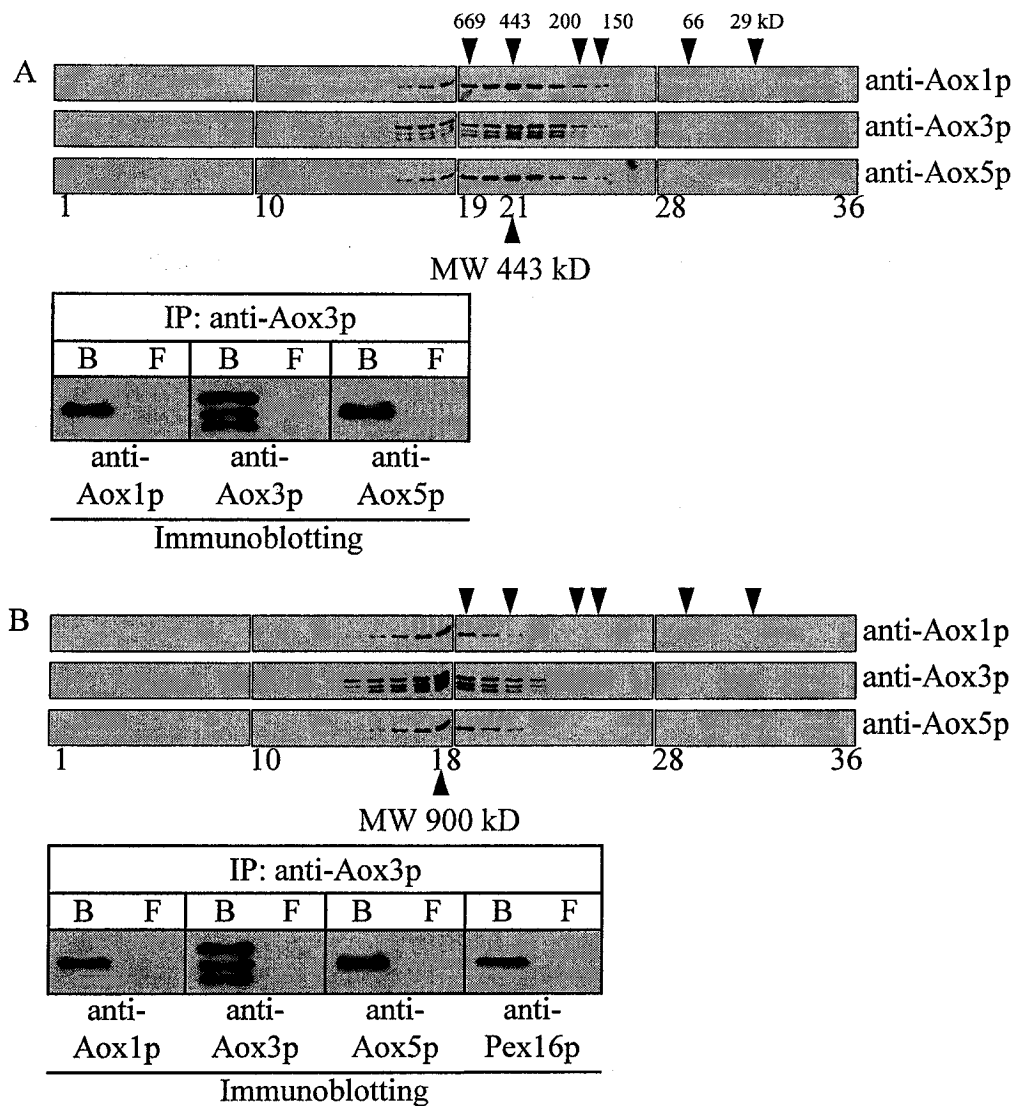 669 443 200 150 66 29 kD
A
anti-Aox1p
anti-Aox3p
anti-Aox5p
1 10 19 21 28 36
MW 443 kD
IP: anti-Aox3p
B F B F B F
anti- anti- anti-
Aox1p Aox3p Aox5p
Immunoblotting
B
anti-Aox1p
anti-Aox3p
anti-Aox5p
1 10 18 28 36
MW 900 kD
IP: anti-Aox3p
B F B F B F B F
anti- anti- anti- anti-
Aox1p Aox3p Aox5p Pex16p
Immunoblotting